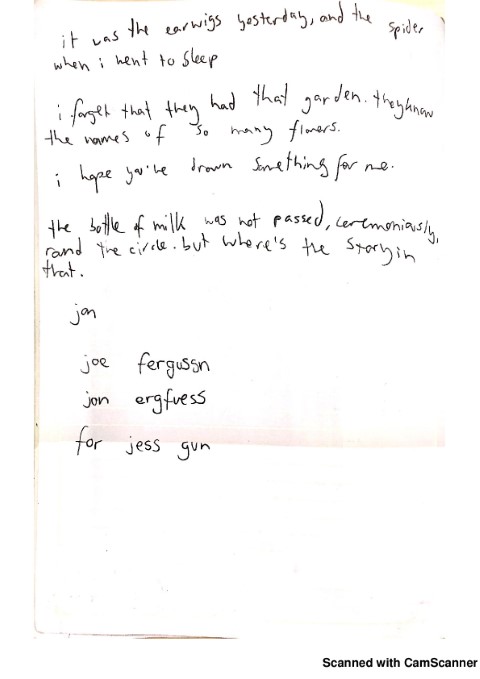 it was the earwigs yesterday, and the spider
when i went to sleep
i forget that they had that garden. they know
the names of so many flowers.
i hope you've drawn something for me.
the bottle of milk was not passed, ceremoniously,
round the circle. but where's the story in
that.
jon
joe fergussn
jon ergfuess
for jess gun
Scanned with CamScanner